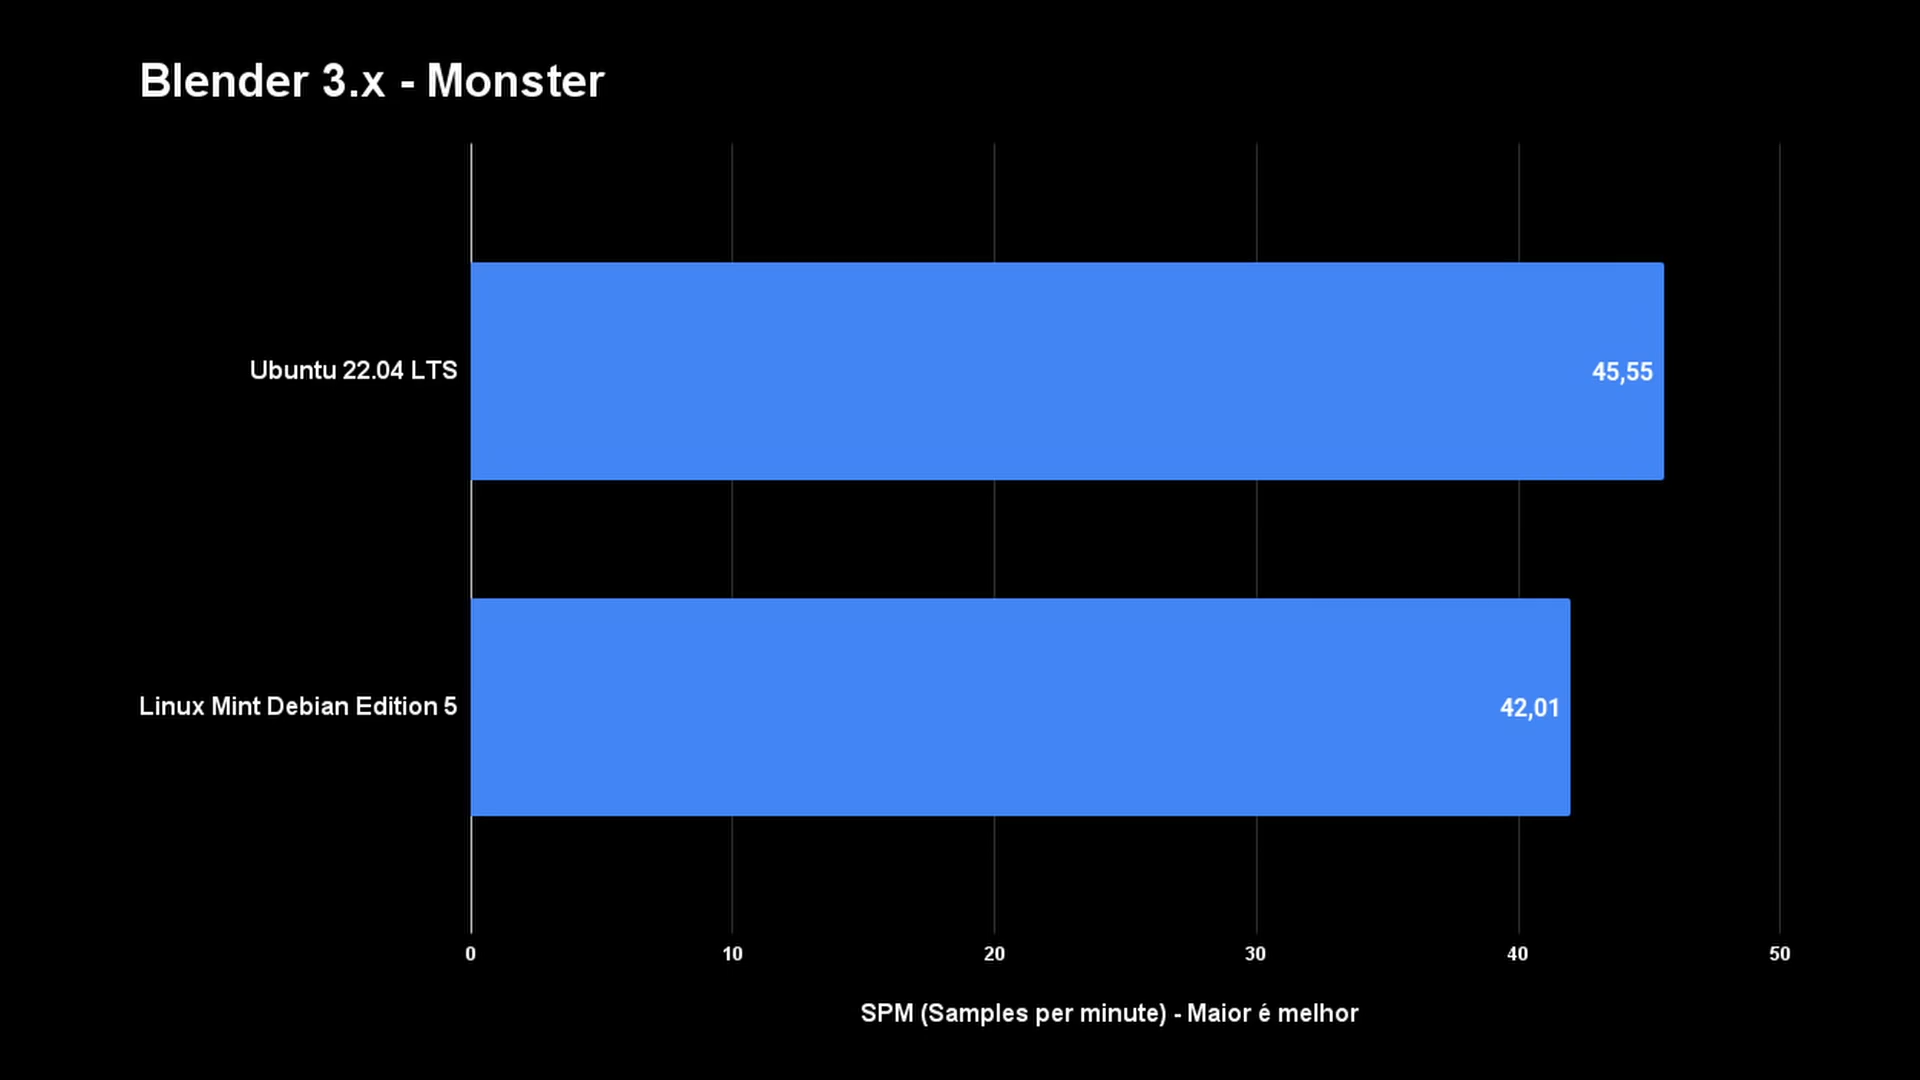 Blender 3.x - Monster
Ubuntu 22.04 LTS
45,55
Linux Mint Debian Edition 5
42,01
0 10 20 30 40 50
SPM (Samples per minute) - Maior é melhor